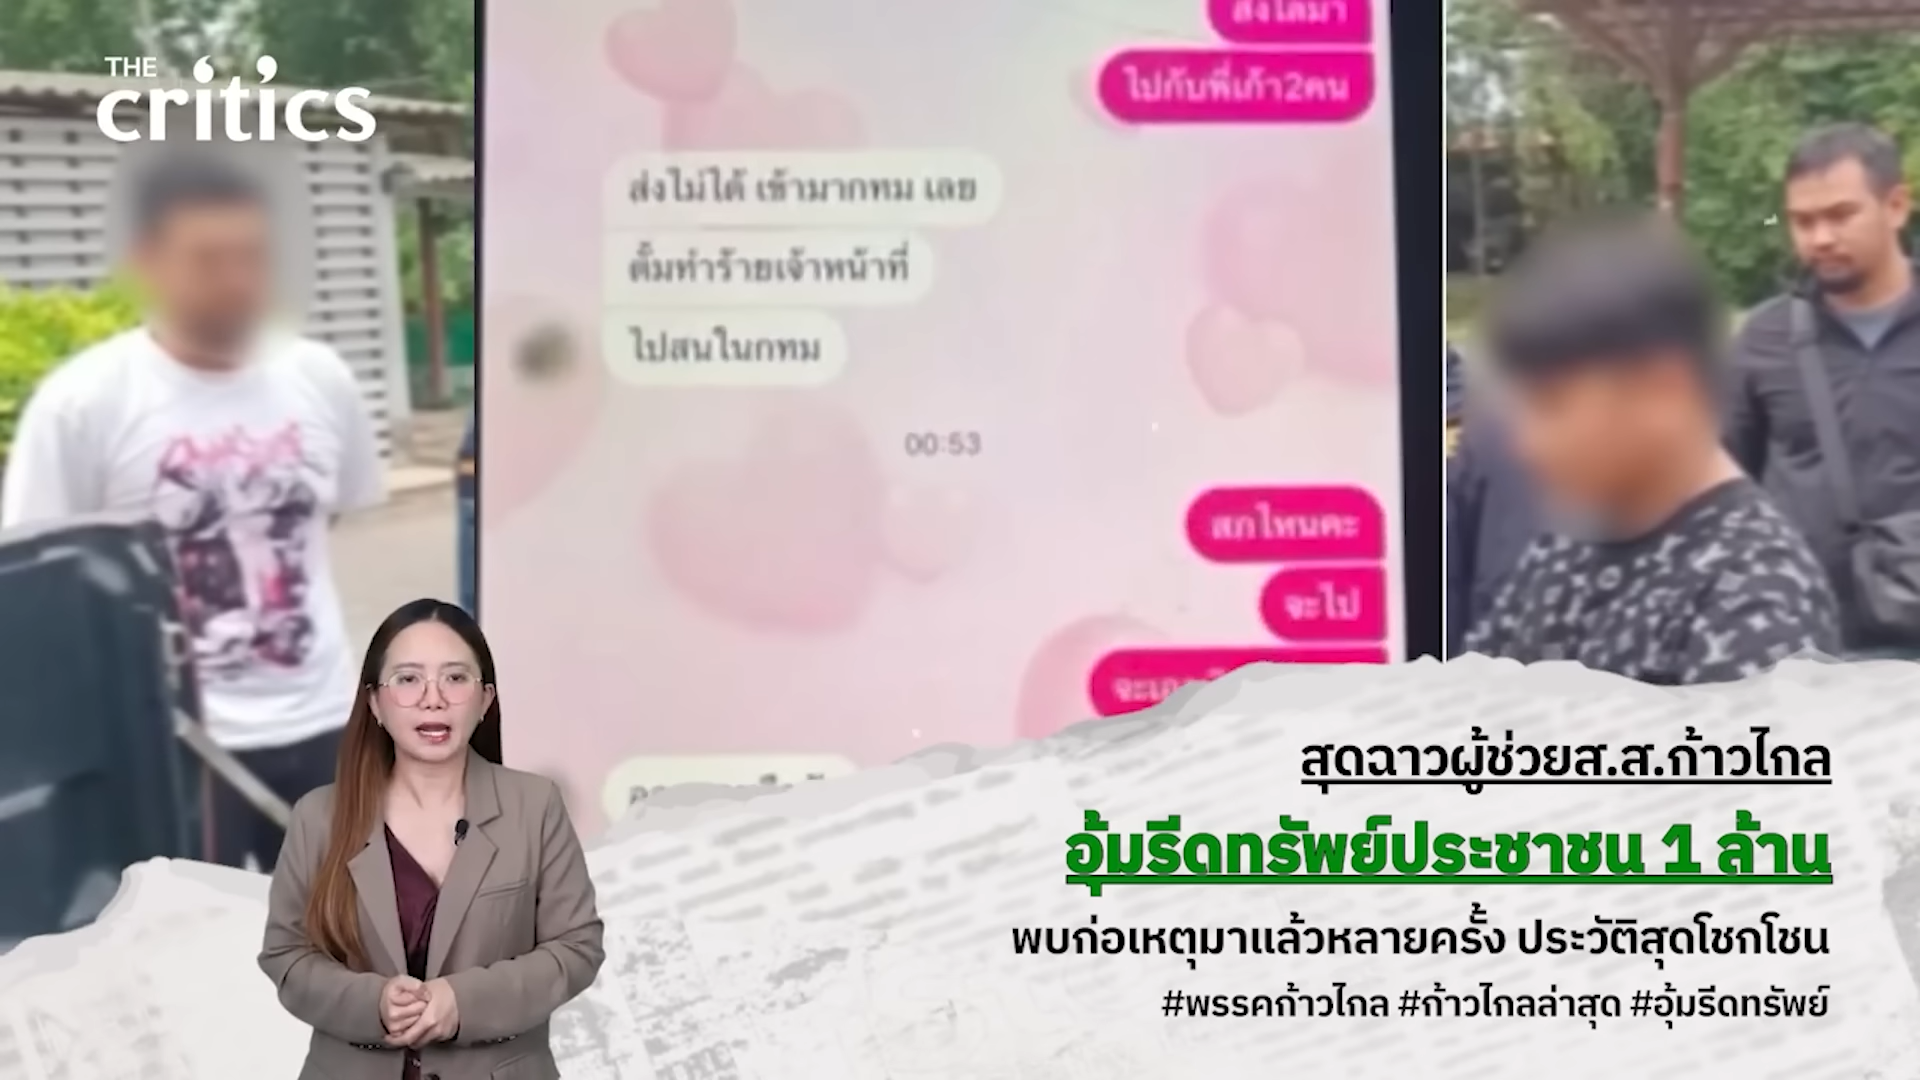 THE
critics
ส่งโลมา
ไปกับพี่เก้า2คน
ส่งไม่ได้ เข้ามากทม เลย
ตั้มทำร้ายเจ้าหน้าที่
ไปสนในกทม
00:53
สภไหนคะ
จะไป
สุดฉาวผู้ช่วยส.ส.ก้าวไกล
อุ้มรีดทรัพย์ประชาชน 1 ล้าน
พบก่อเหตุมาแล้วหลายครั้ง ประวัติสุดโชกโชน
#พรรคก้าวไกล #ก้าวไกลล่าสุด #อุ้มรีดทรัพย์